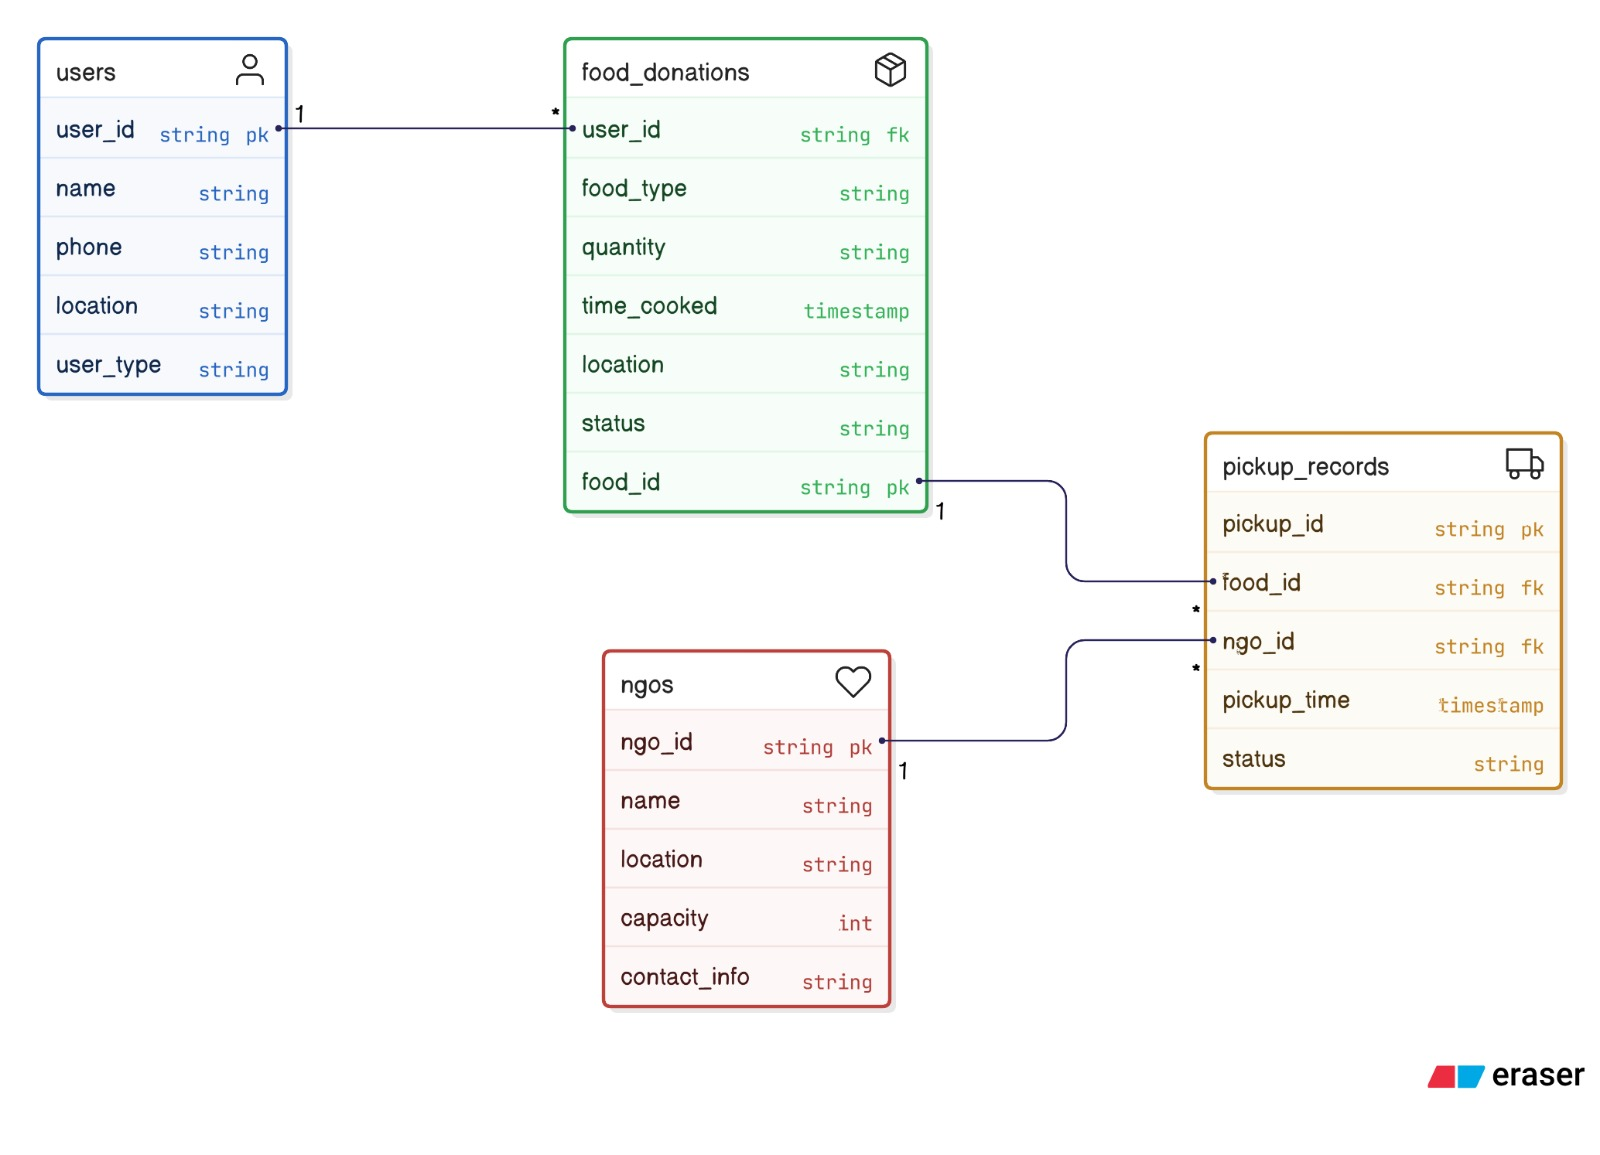 users
user_id string pk
name string
phone string
location string
user_type string
1
*
food_donations
user_id string fk
food_type string
quantity string
time_cooked timestamp
location string
status string
food_id string pk
1
pickup_records
pickup_id string pk
food_id string fk
*
ngo_id string fk
*
pickup_time timestamp
status string
ngos
ngo_id string pk
1
name string
location string
capacity int
contact_info string
eraser